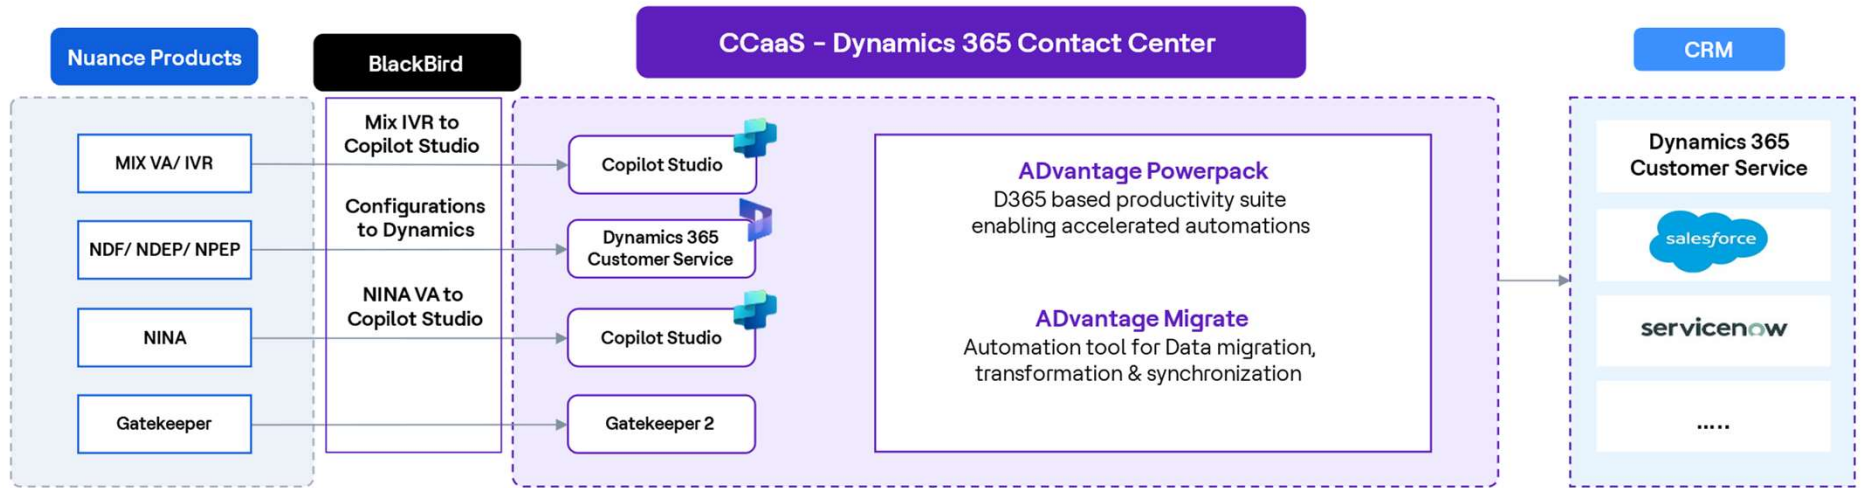 Nuance Products
MIX VA/ IVR
NDF/ NDEP/ NPEP
NINA
Gatekeeper
BlackBird
Mix IVR to
Copilot Studio
Configurations
to Dynamics
NINA VA to
Copilot Studio
CCaaS - Dynamics 365 Contact Center
Copilot Studio
Dynamics 365
Customer Service
Copilot Studio
Gatekeeper 2
ADvantage Powerpack
D365 based productivity suite
enabling accelerated automations
ADvantage Migrate
Automation tool for Data migration,
transformation & synchronization
CRM
Dynamics 365
Customer Service
salesforce
servicenow
.....